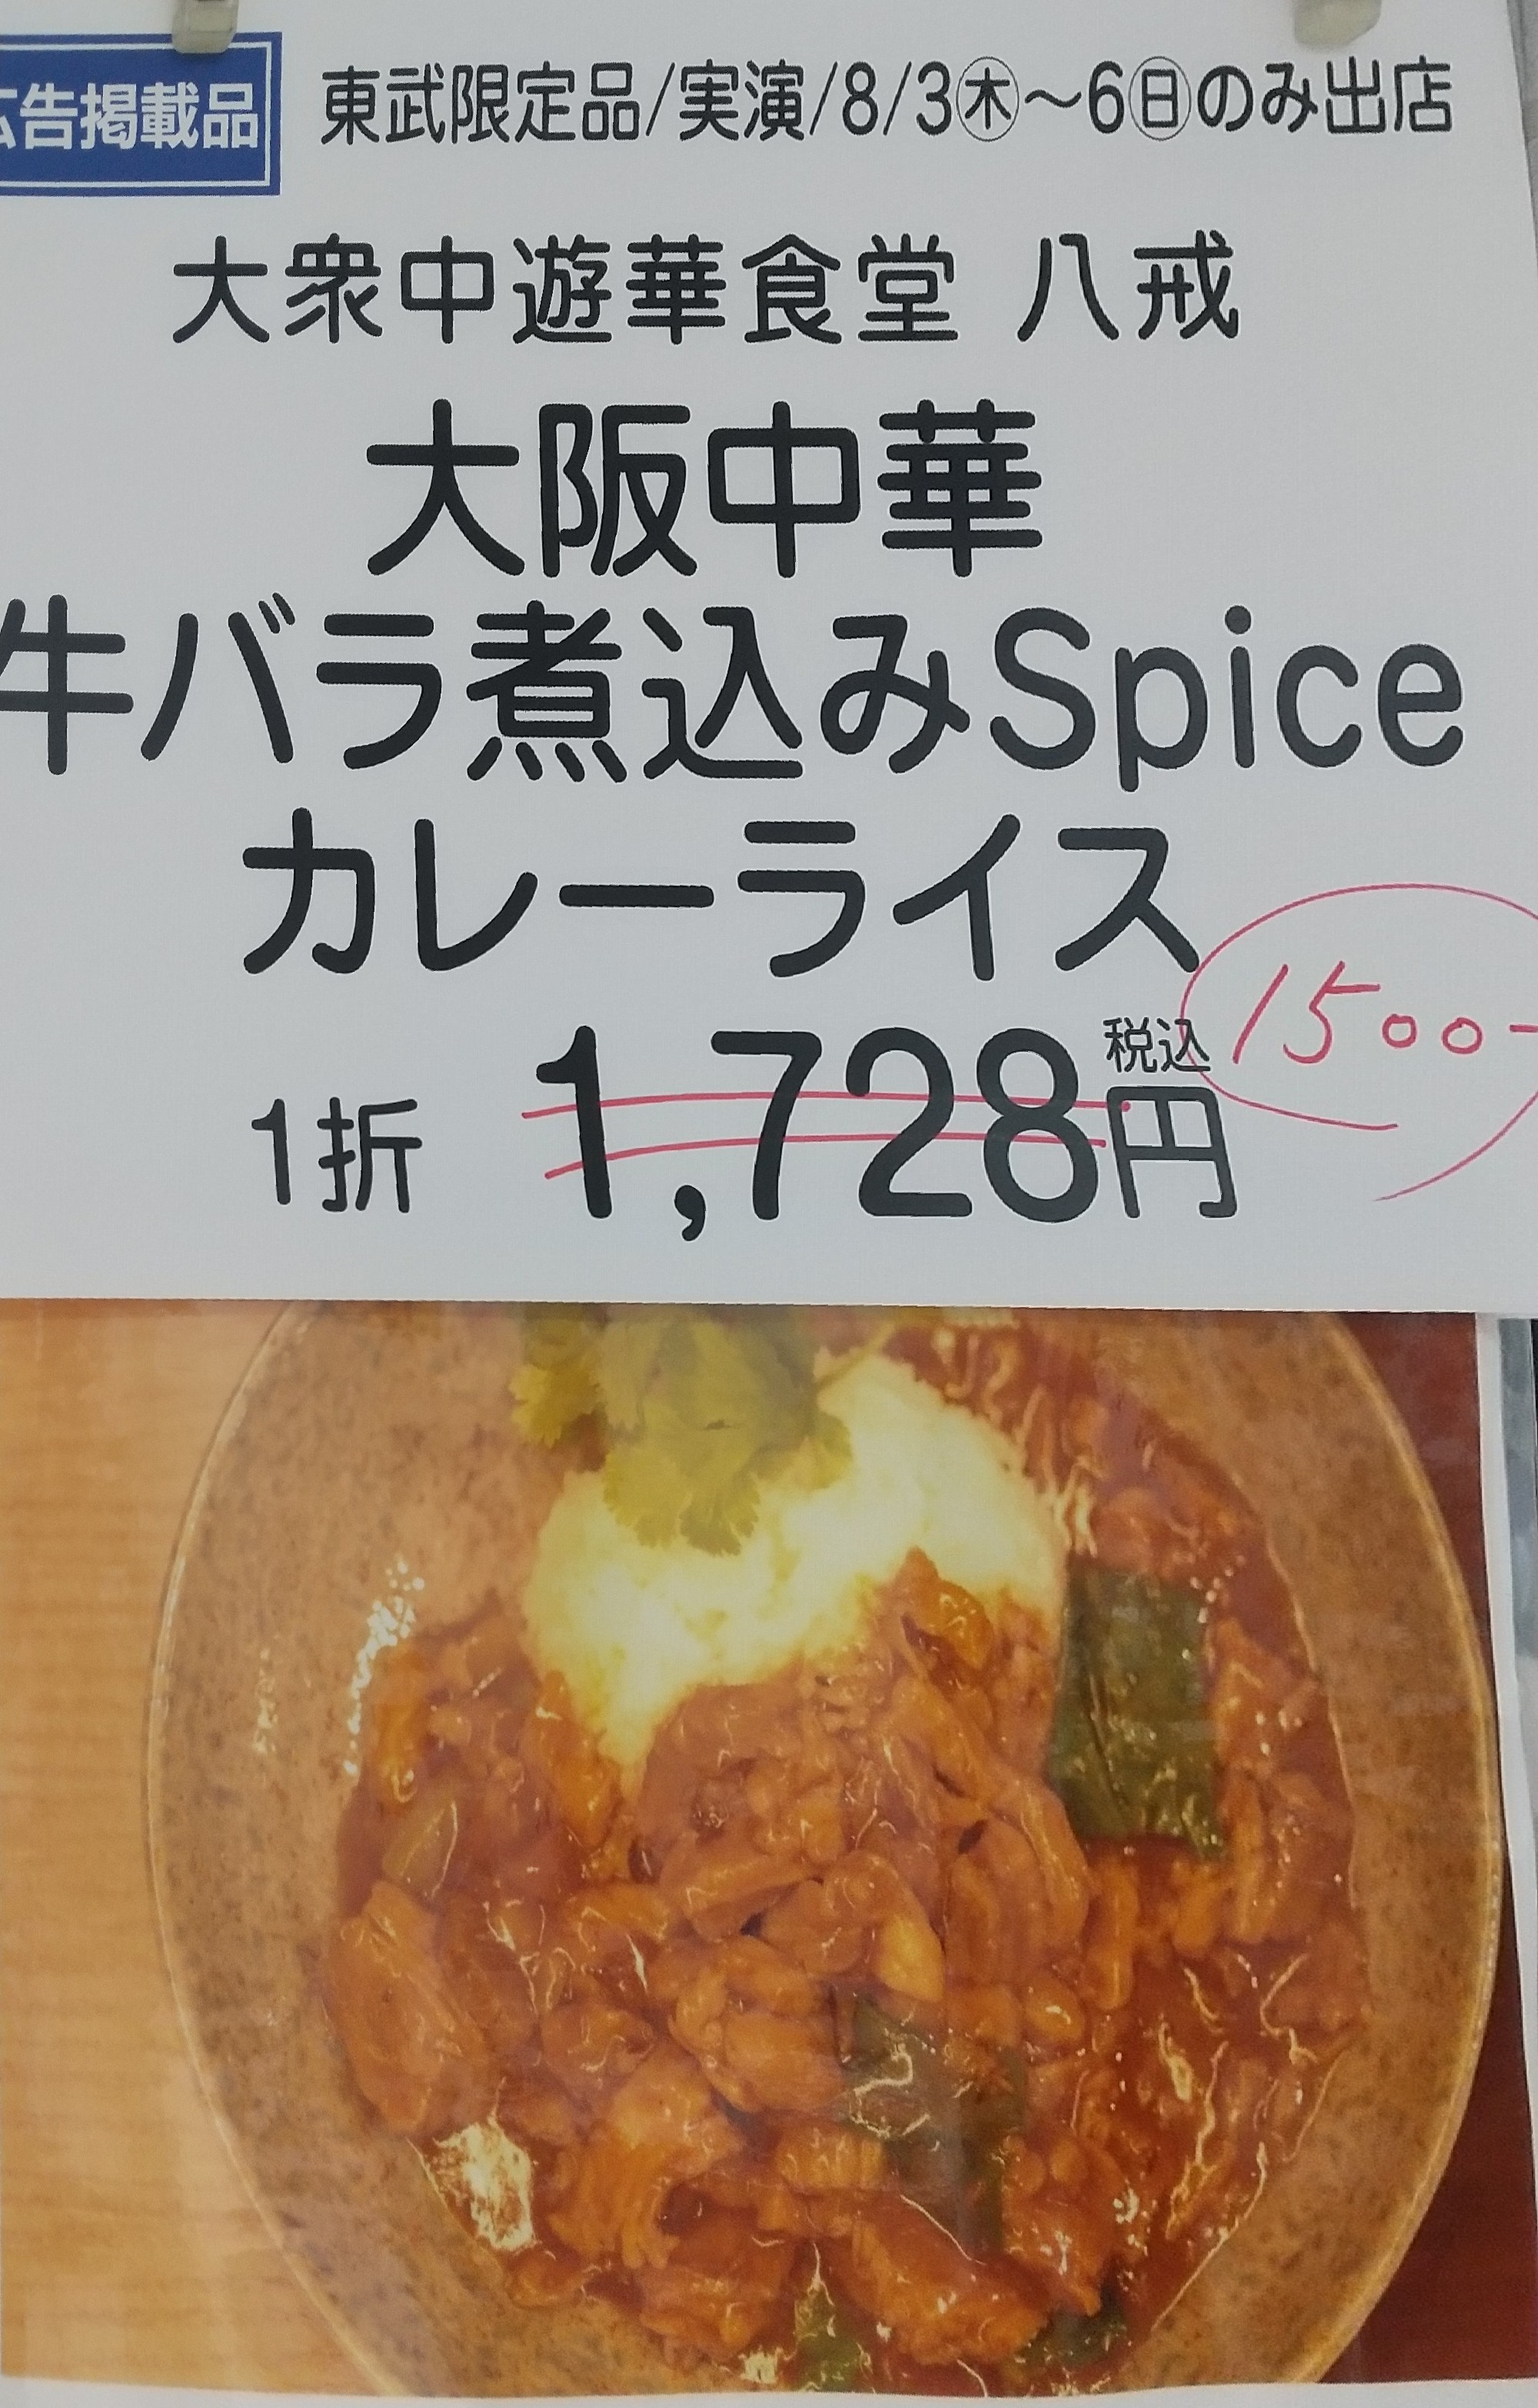 広告掲載品
東武限定品/実演/8/3㊍～6㊐のみ出店
大衆中遊華食堂 八戒
大阪中華
牛バラ煮込みSpice
カレーライス
1500-
1折 1,728円 税込